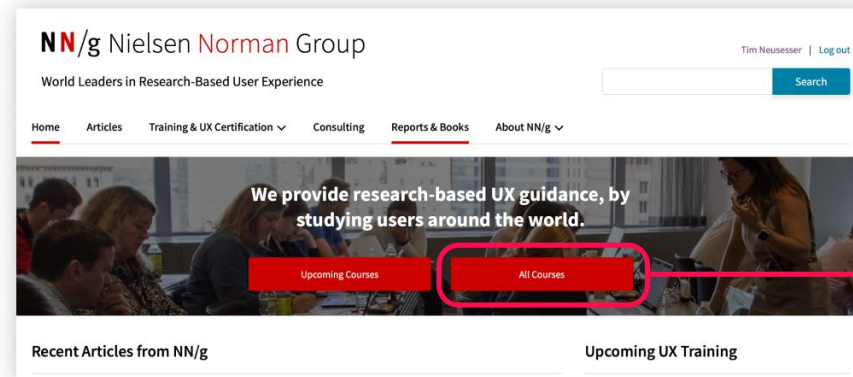 NN/g Nielsen Norman Group
Tim Neusesser | Log out
World Leaders in Research-Based User Experience
Search
Home Articles Training & UX Certification Consulting Reports & Books About NN/g
We provide research-based UX guidance, by
studying users around the world.
Upcoming Courses All Courses
Recent Articles from NN/g Upcoming UX Training